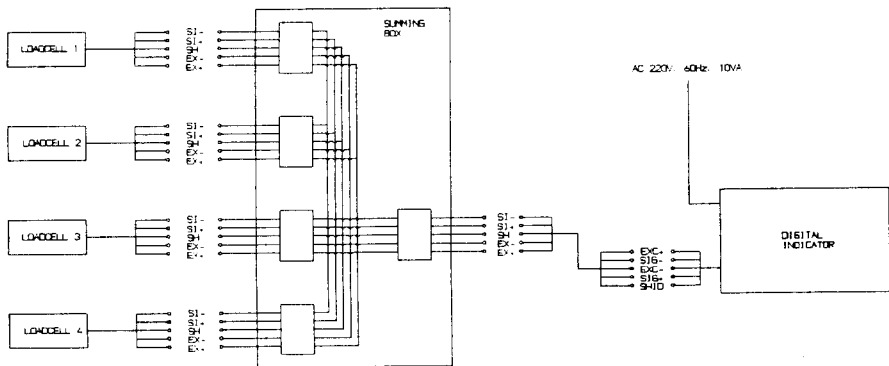 LOADCELL 1
SI-
SI+
SH
EX-
EX+
SUMMING
BOX
AC 220V, 60Hz, 10VA
LOADCELL 2
SI-
SI+
SH
EX-
EX+
LOADCELL 3
SI-
SI+
SH
EX-
EX+
SI-
SI+
SH
EX-
EX+
EXC+
SIG-
EXC-
SIG+
SHID
DIGITAL
INDICATOR
LOADCELL 4
SI-
SI+
SH
EX-
EX+